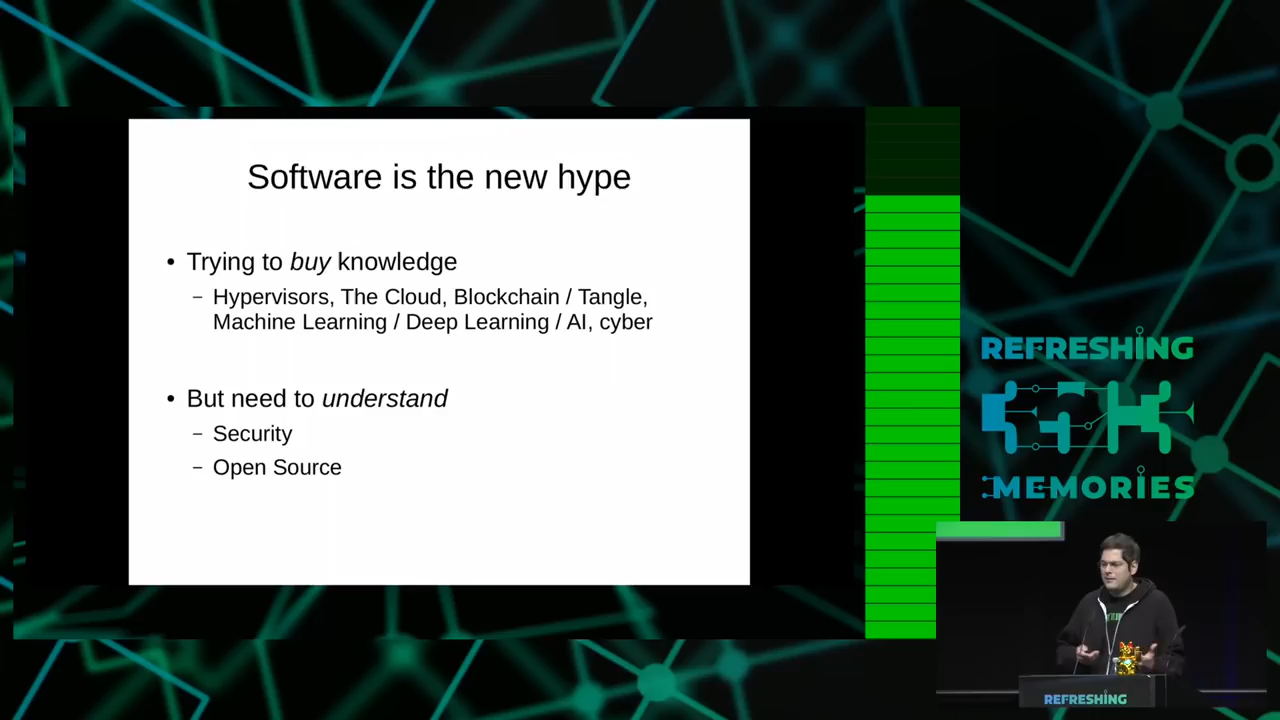 Software is the new hype
• Trying to buy knowledge
– Hypervisors, The Cloud, Blockchain / Tangle,
Machine Learning / Deep Learning / AI, cyber
• But need to understand
– Security
– Open Source
REFRESHING
MEMORIES
REFRESHING